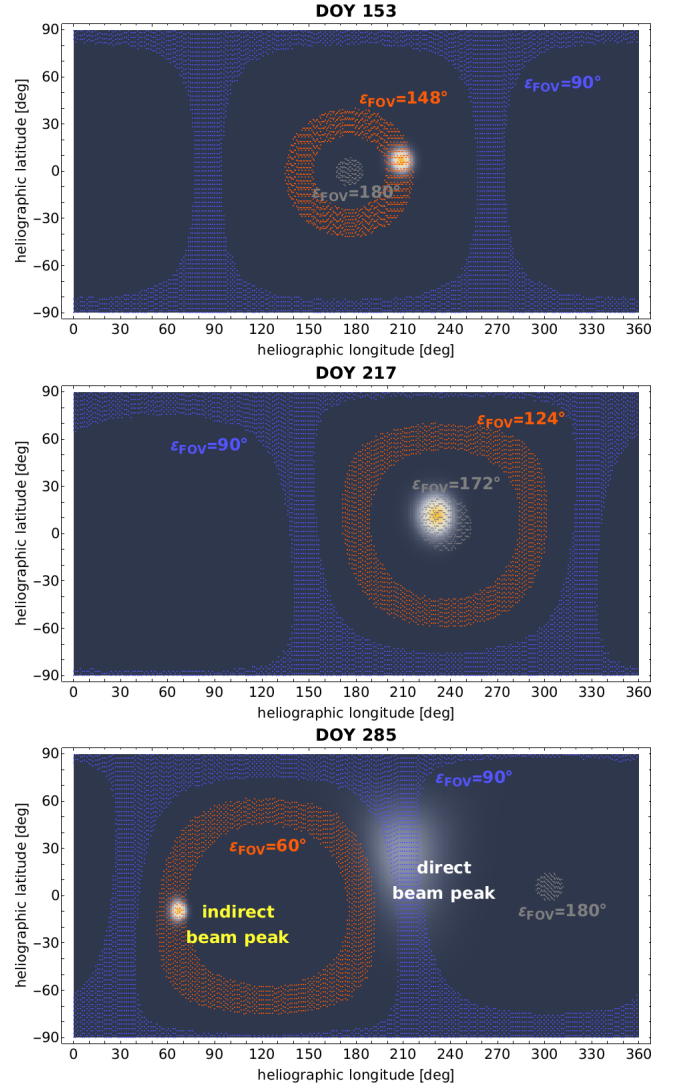 DOY 153
heliographic latitude [deg]
90
60
30
0
−30
−60
−90
εFOV=148°
εFOV=90°
εFOV=180°
0 30 60 90 120 150 180 210 240 270 300 330 360
heliographic longitude [deg]
DOY 217
heliographic latitude [deg]
90
60
30
0
−30
−60
−90
εFOV=124°
εFOV=90°
εFOV=172°
0 30 60 90 120 150 180 210 240 270 300 330 360
heliographic longitude [deg]
DOY 285
heliographic latitude [deg]
90
60
30
0
−30
−60
−90
εFOV=90°
εFOV=60°
direct
beam peak
indirect
beam peak
εFOV=180°
0 30 60 90 120 150 180 210 240 270 300 330 360
heliographic longitude [deg]